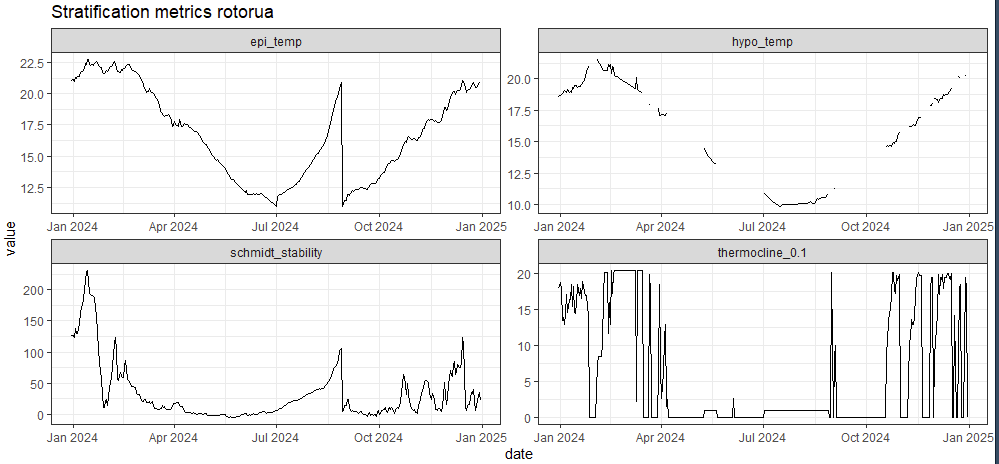 Stratification metrics rotorua
epi_temp
hypo_temp
22.5
20.0
17.5
15.0
12.5
20.0
17.5
15.0
12.5
10.0
Jan 2024 Apr 2024 Jul 2024 Oct 2024 Jan 2025
Jan 2024 Apr 2024 Jul 2024 Oct 2024 Jan 2025
value
schmidt_stability
thermocline_0.1
200
150
100
50
0
20
15
10
5
0
Jan 2024 Apr 2024 Jul 2024 Oct 2024 Jan 2025
Jan 2024 Apr 2024 Jul 2024 Oct 2024 Jan 2025
date